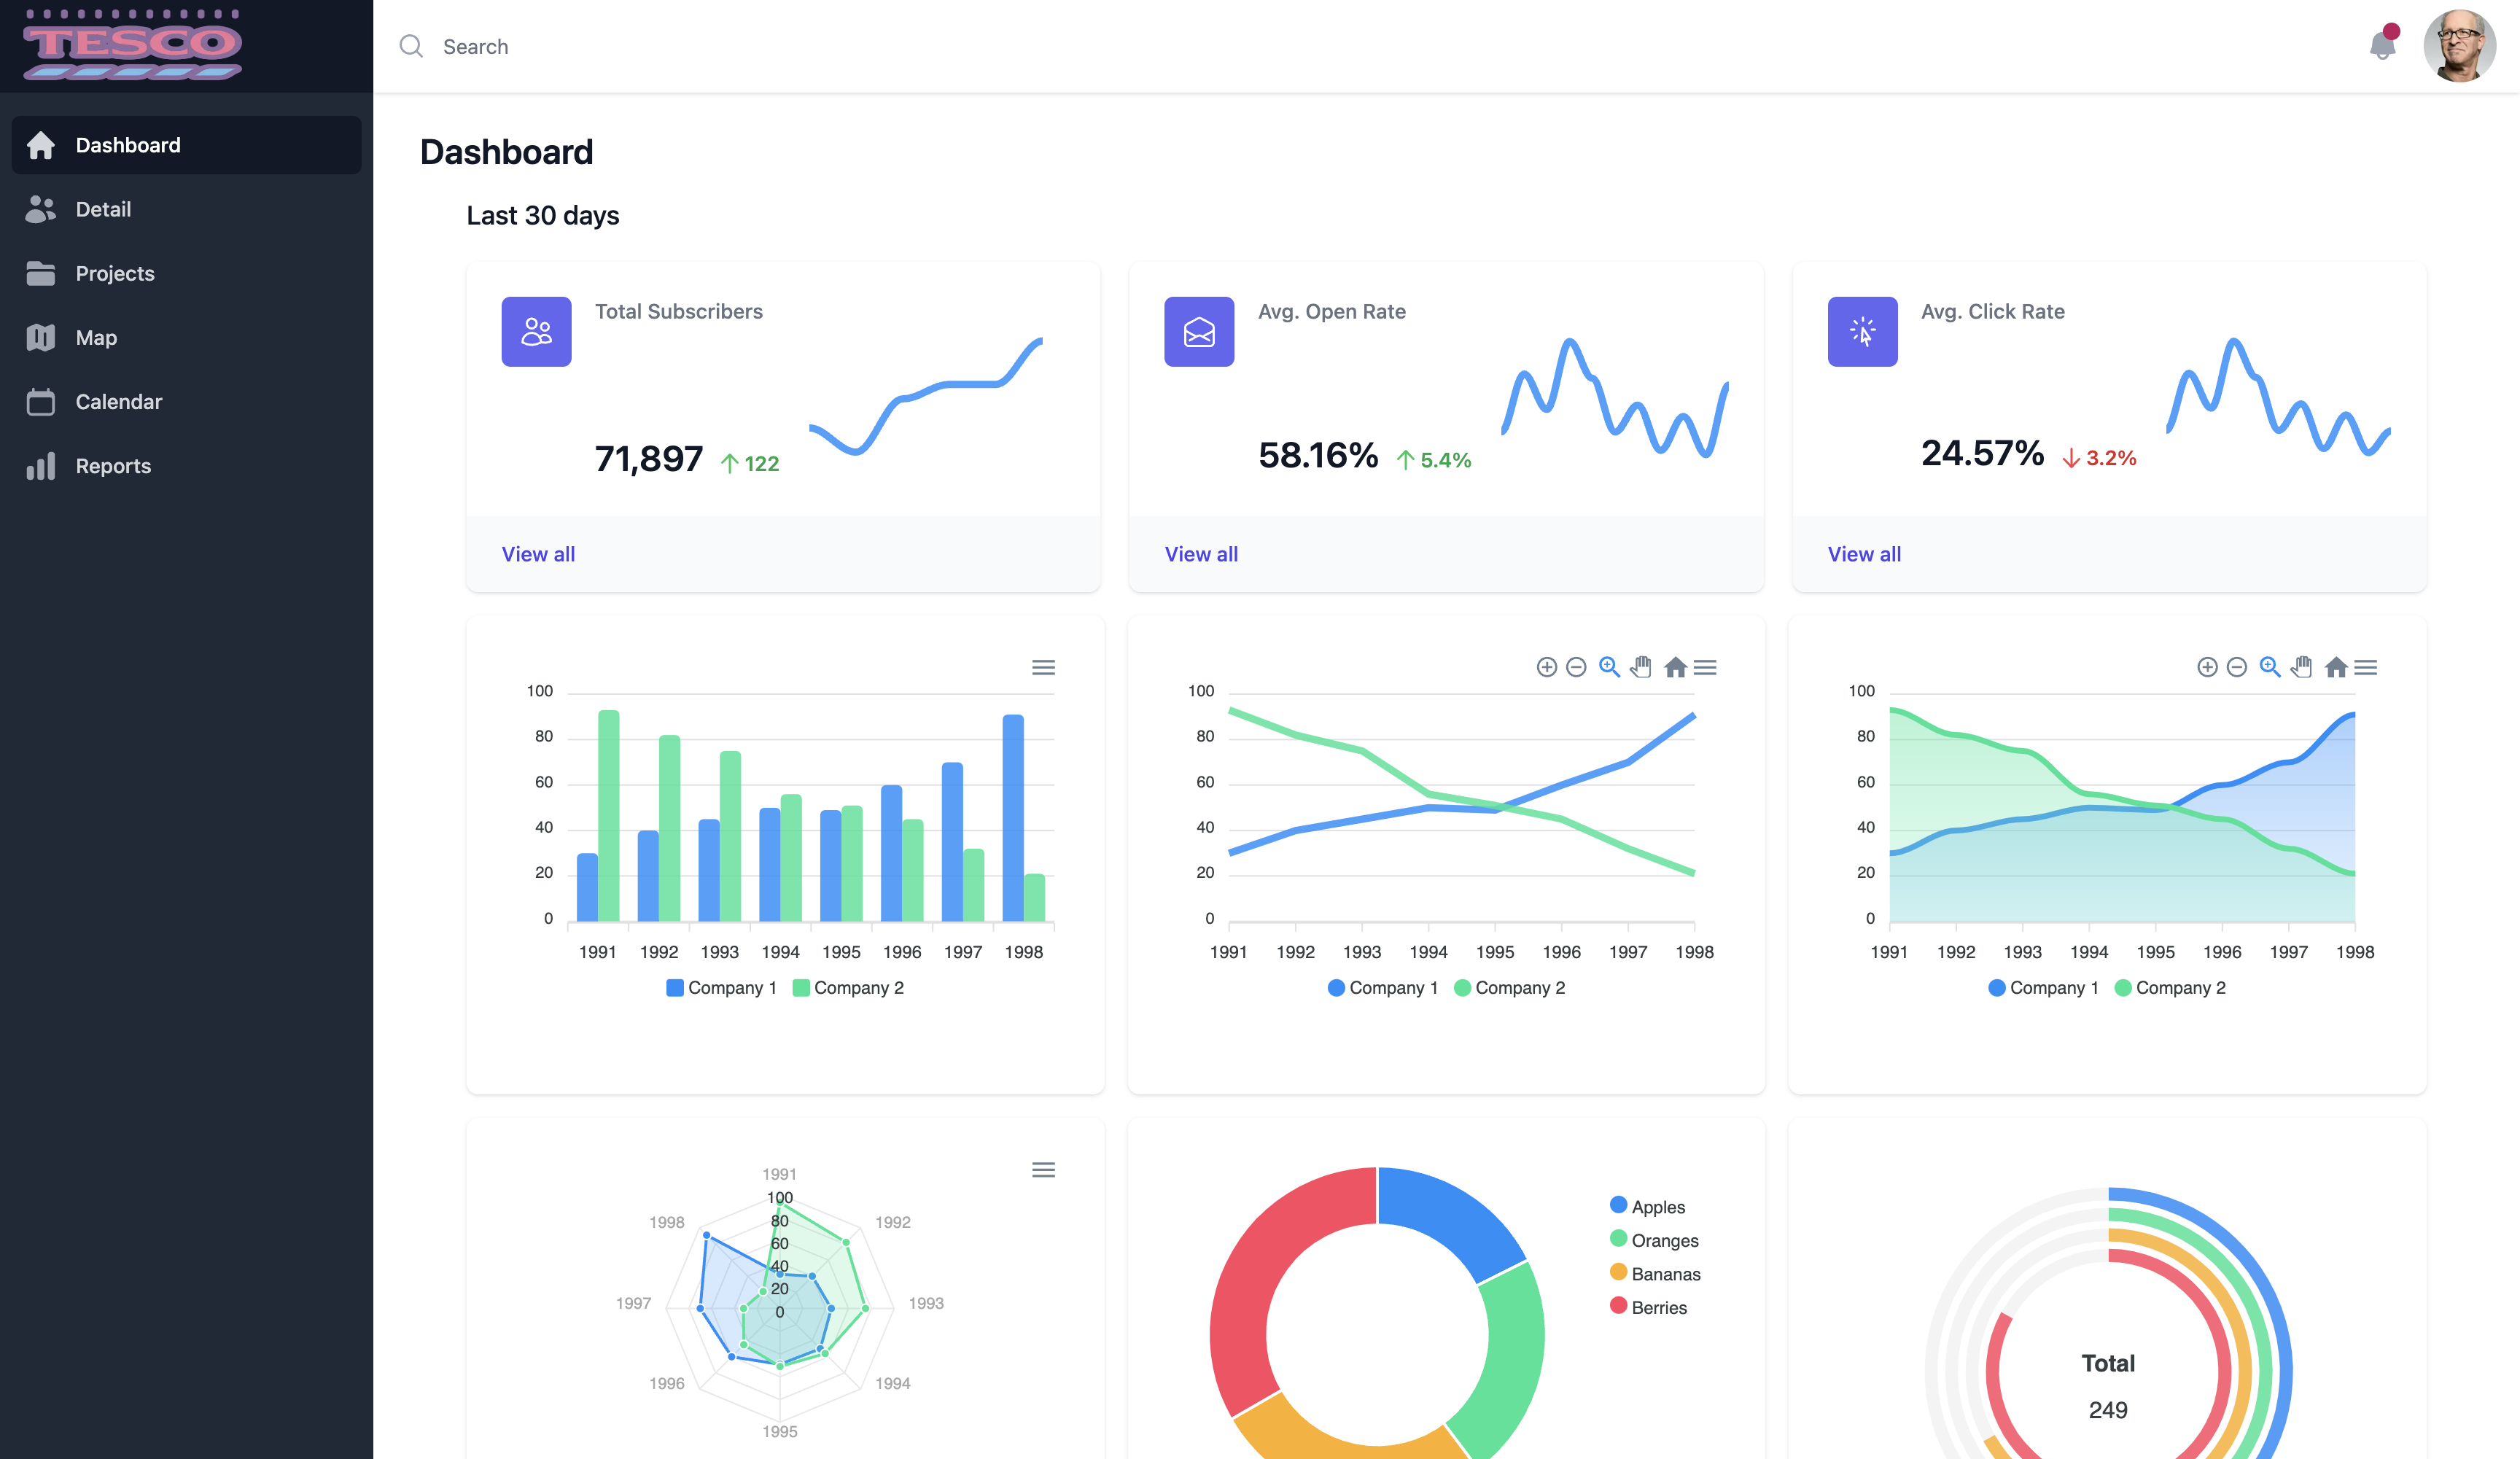 TESCO
Search
Dashboard
Detail
Projects
Map
Calendar
Reports
Dashboard
Last 30 days
Total Subscribers
71,897 122
View all
Avg. Open Rate
58.16% 5.4%
View all
Avg. Click Rate
24.57% 3.2%
View all
100
80
60
40
20
0
1991 1992 1993 1994 1995 1996 1997 1998
Company 1 Company 2
100
80
60
40
20
0
1991 1992 1993 1994 1995 1996 1997 1998
Company 1 Company 2
100
80
60
40
20
0
1991 1992 1993 1994 1995 1996 1997 1998
Company 1 Company 2
1991
100
1998 80 1992
60
40
20
1997 0 1993
1996 1994
1995
Apples
Oranges
Bananas
Berries
Total
249